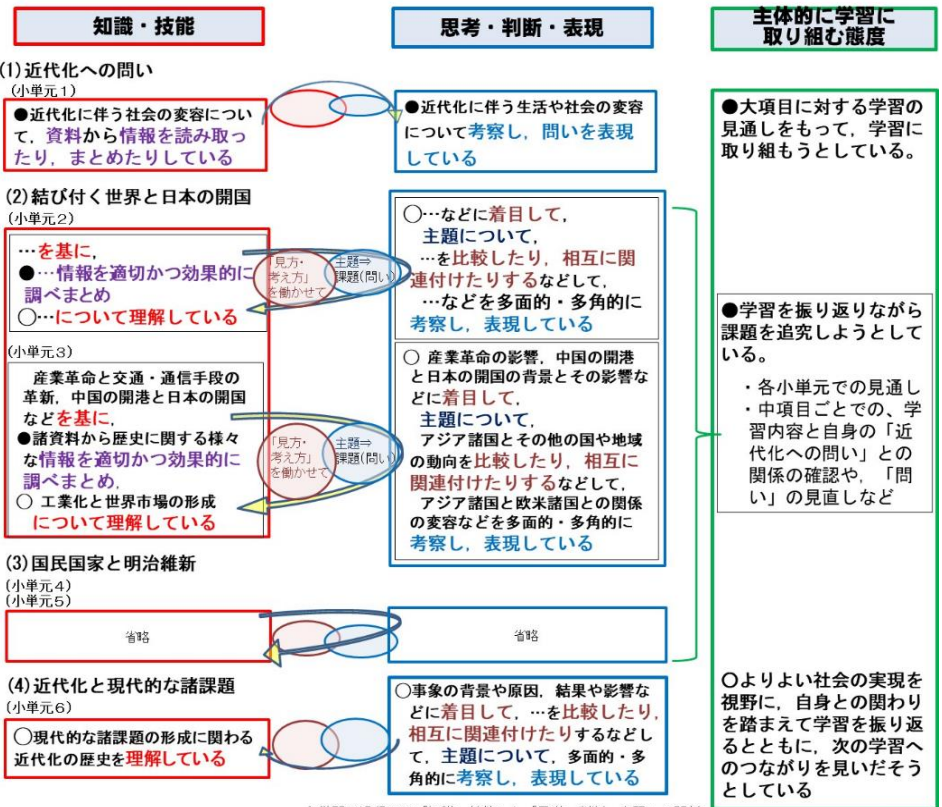 知識・技能
思考・判断・表現
主体的に学習に
取り組む態度
(1)近代化への問い
(小単元1)
●近代化に伴う社会の変容につい
て，資料から情報を読み取っ
たり，まとめたりしている
●近代化に伴う生活や社会の変容
について考察し，問いを表現
している
●大項目に対する学習の
見通しをもって，学習に
取り組もうとしている。
(2)結び付く世界と日本の開国
(小単元2)
…を基に，
●…情報を適切かつ効果的に
調べまとめ
○…について理解している
「見方・
考え方」
を働かせて
主題⇒
課題(問い)
○…などに着目して，
主題について，
…を比較したり，相互に関
連付けたりするなどして，
…などを多面的・多角的に
考察し，表現している
●学習を振り返りながら
課題を追究しようとして
いる。
・各小単元での見通し
・中項目ごとでの、学
習内容と自身の「近
代化への問い」との
関係の確認や，「問
い」の見直しなど
(小単元3)
産業革命と交通・通信手段の
革新，中国の開港と日本の開国
などを基に，
●諸資料から歴史に関する様々
な情報を適切かつ効果的に
調べまとめ，
○ 工業化と世界市場の形成
について理解している
「見方・
考え方」
を働かせて
主題⇒
課題(問い)
○ 産業革命の影響，中国の開港
と日本の開国の背景とその影響な
どに着目して，
主題について，
アジア諸国とその他の国や地域
の動向を比較したり，相互に
関連付けたりするなどして，
アジア諸国と欧米諸国との関係
の変容などを多面的・多角的に
考察し，表現している
(3)国民国家と明治維新
(小単元4)
(小単元5)
省略
省略
(4)近代化と現代的な諸課題
(小単元6)
○現代的な諸課題の形成に関わる
近代化の歴史を理解している
○事象の背景や原因，結果や影響な
どに着目して，…を比較したり，
相互に関連付けたりするなどし
て，主題について，多面的・多
角的に考察し，表現している
○よりよい社会の実現を
視野に，自身との関わり
を踏まえて学習を振り返
るとともに，次の学習へ
のつながりを見いだそう
としている